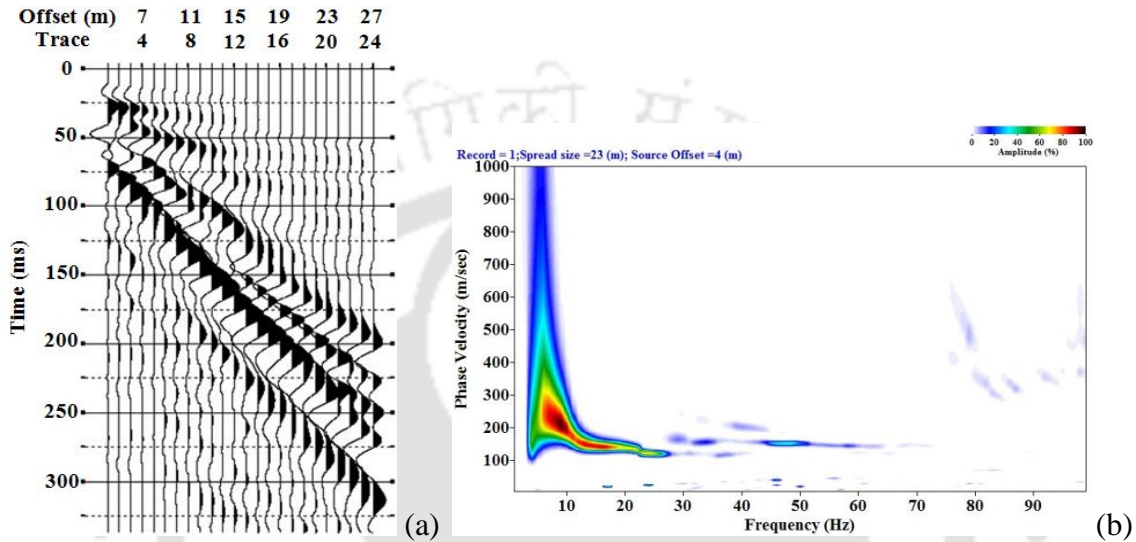 Offset (m) 7 11 15 19 23 27
Trace 4 8 12 16 20 24
0
50
100
150
200
250
300
Time (ms)
(a)
Record = 1;Spread size =23 (m); Source Offset =4 (m)
0 20 40 60 80 100
Amplitude (%)
1000
900
800
700
600
500
400
300
200
100
Phase Velocity (m/sec)
10 20 30 40 50 60 70 80 90
Frequency (Hz)
(b)